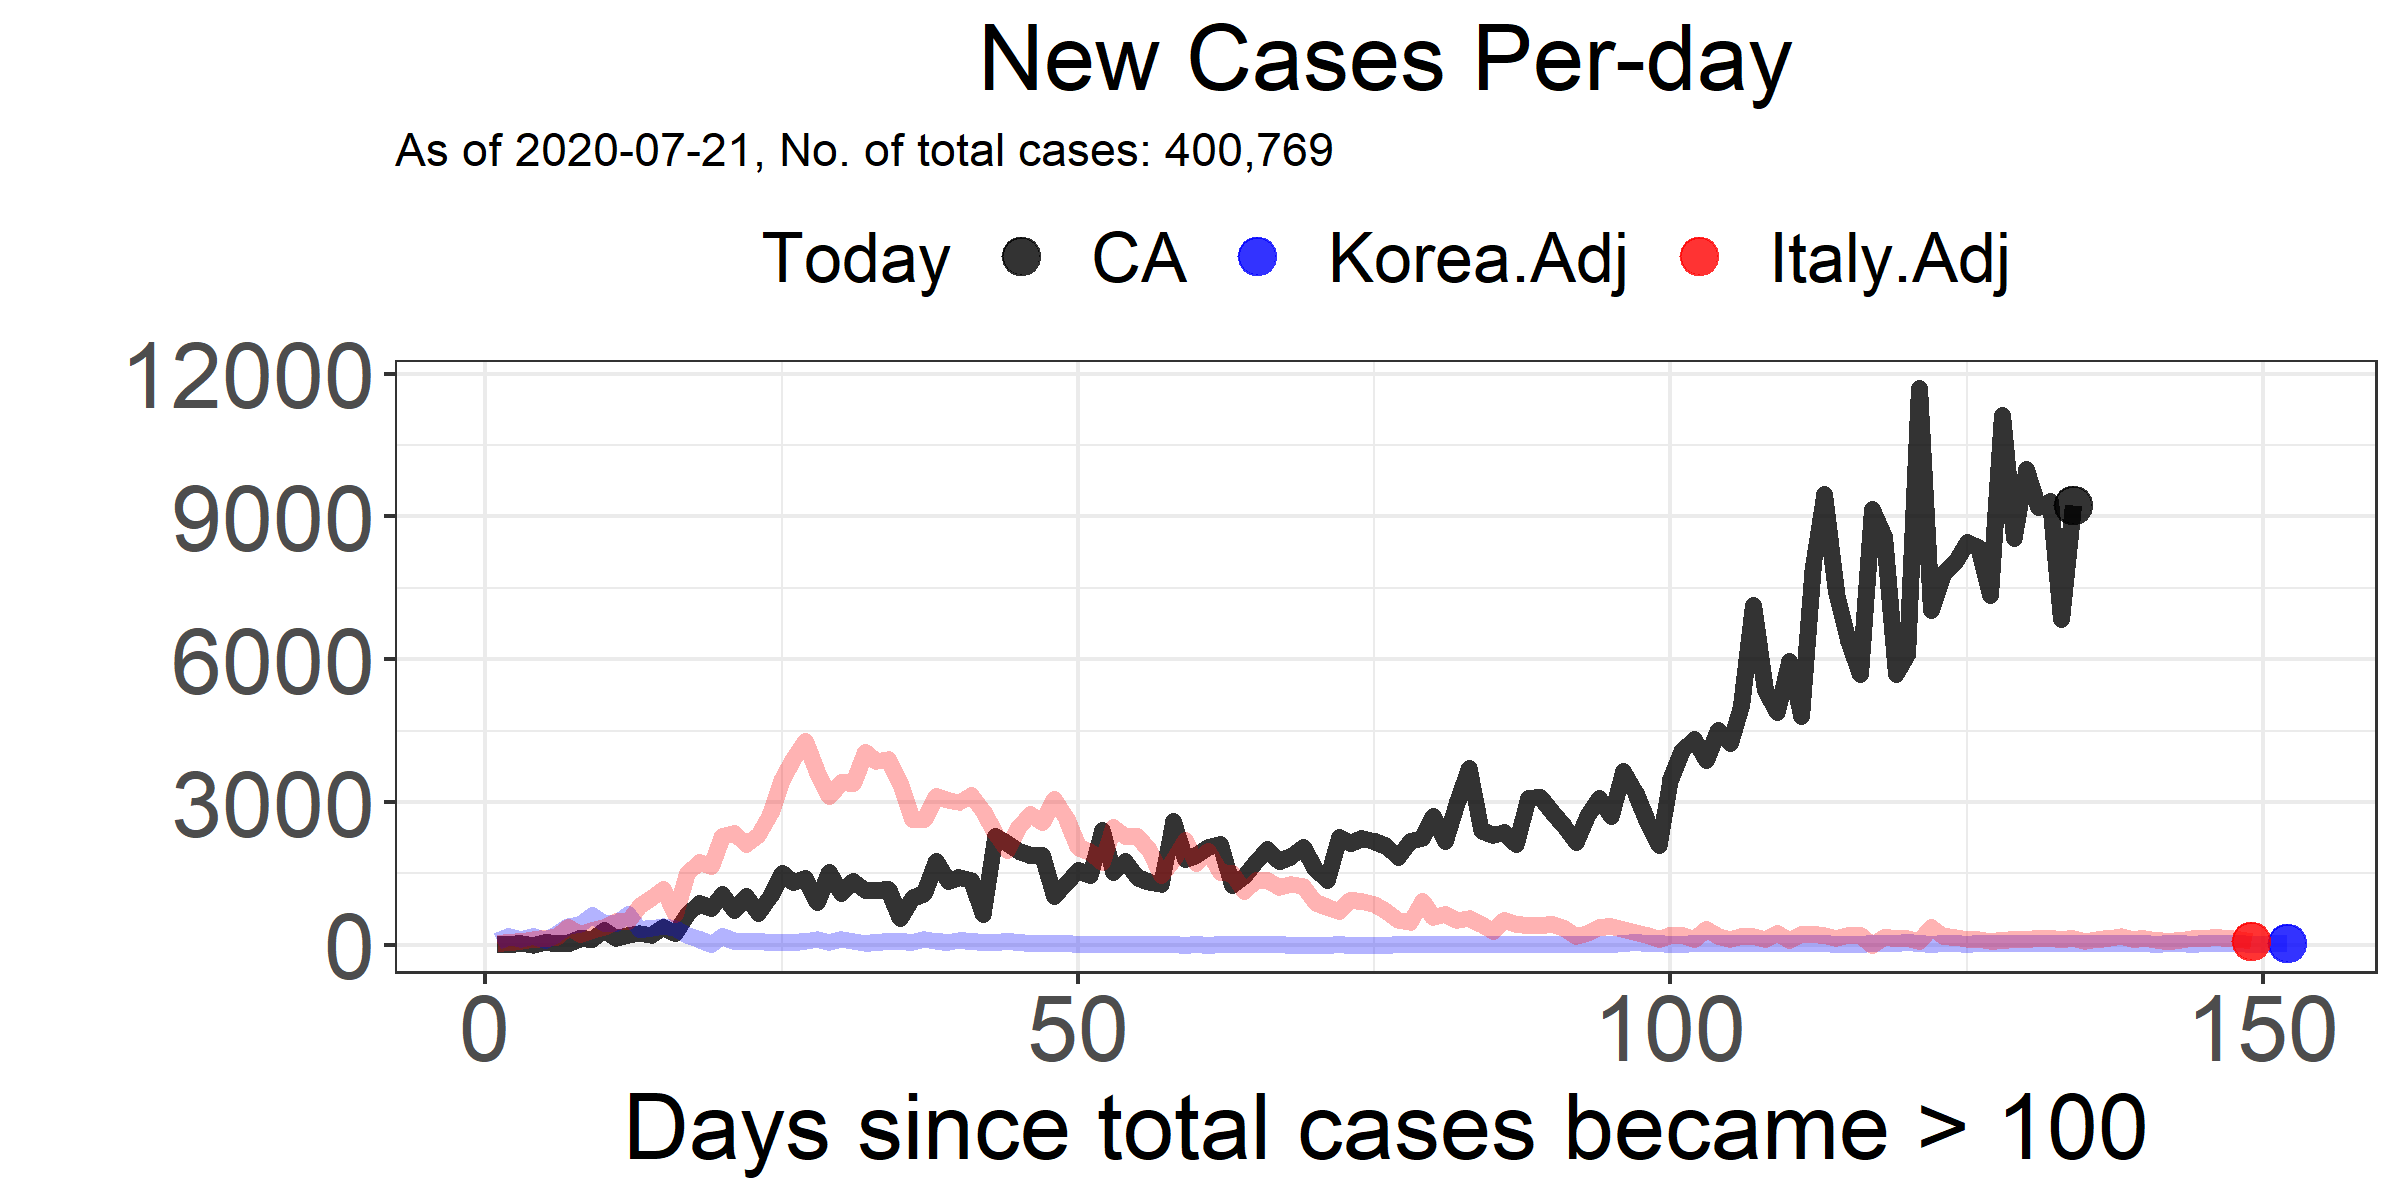 New Cases Per-day
As of 2020-07-21, No. of total cases: 400,769
Today CA Korea.Adj Italy.Adj
12000
9000
6000
3000
0
0 50 100 150
Days since total cases became > 100